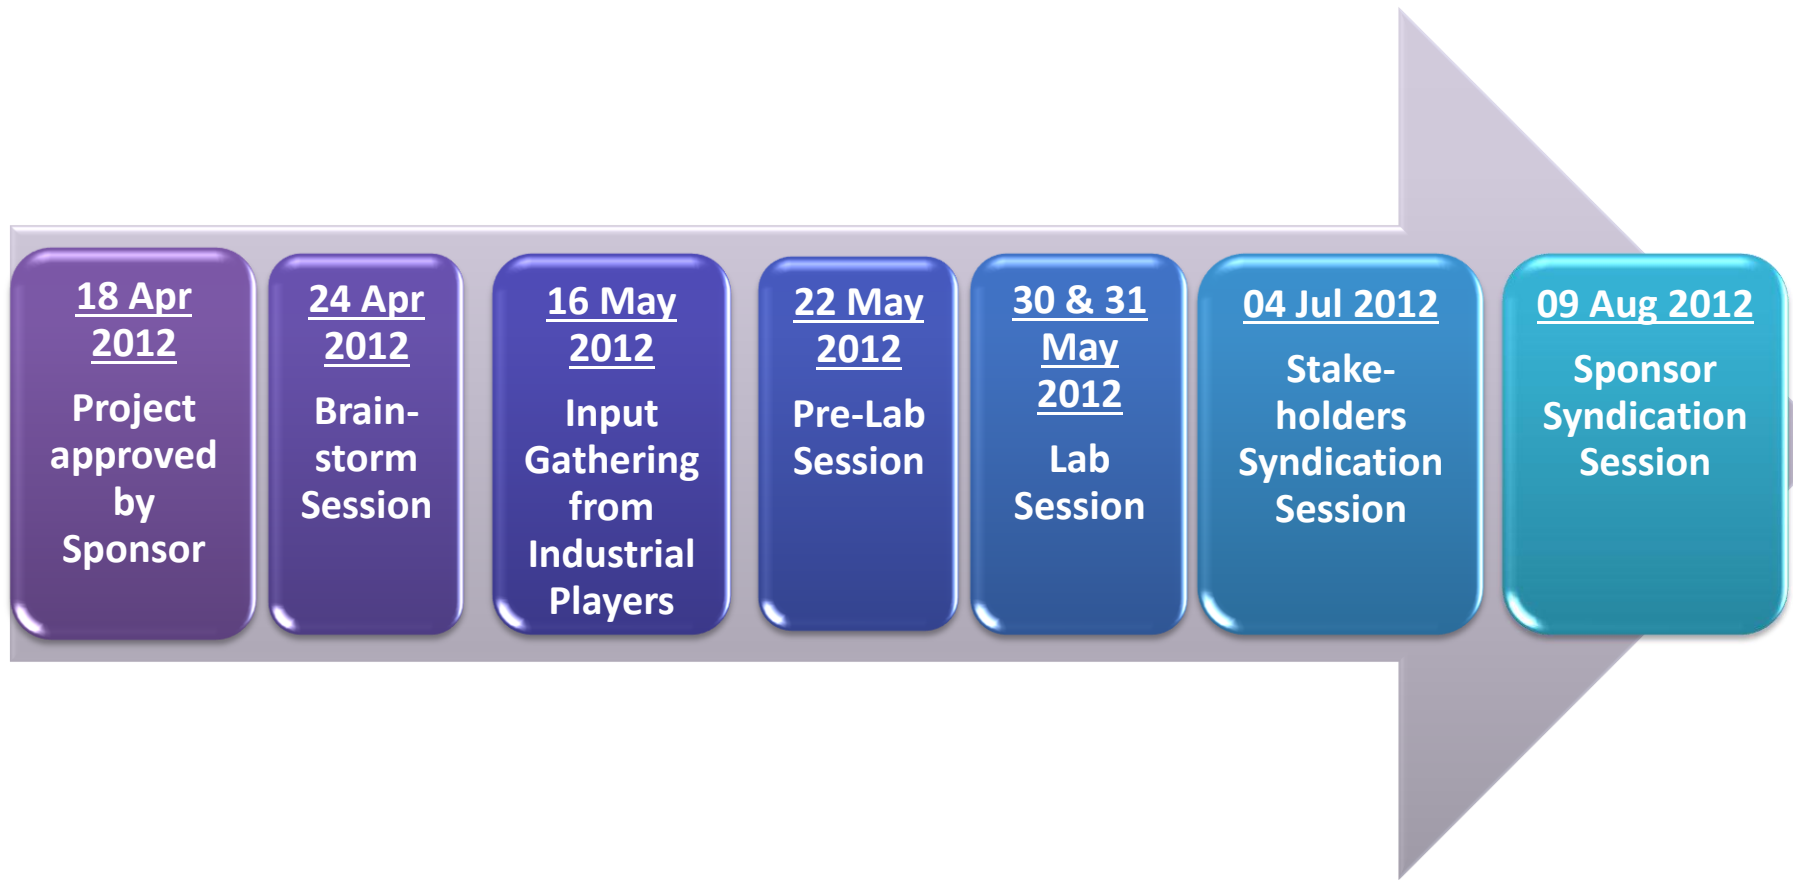 18 Apr
2012
Project
approved
by
Sponsor
24 Apr
2012
Brain-
storm
Session
16 May
2012
Input
Gathering
from
Industrial
Players
22 May
2012
Pre-Lab
Session
30 & 31
May
2012
Lab
Session
04 Jul 2012
Stake-
holders
Syndication
Session
09 Aug 2012
Sponsor
Syndication
Session